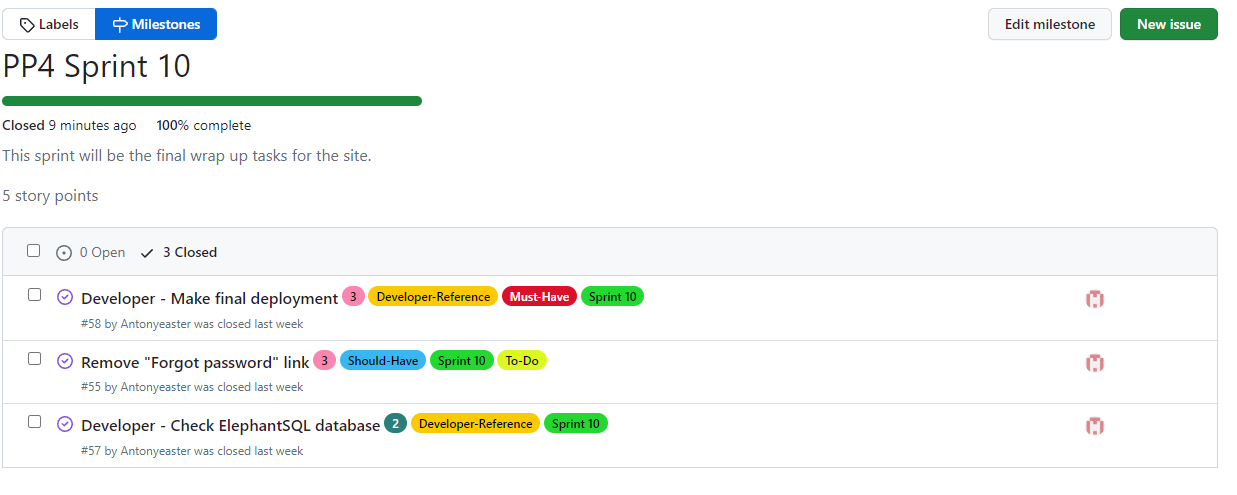 Labels Milestones Edit milestone New issue
PP4 Sprint 10
Closed 9 minutes ago 100% complete
This sprint will be the final wrap up tasks for the site.
5 story points
0 Open 3 Closed
Developer - Make final deployment 3 Developer-Reference Must-Have Sprint 10
#58 by Antonyeaster was closed last week
Remove "Forgot password" link 3 Should-Have Sprint 10 To-Do
#55 by Antonyeaster was closed last week
Developer - Check ElephantSQL database 2 Developer-Reference Sprint 10
#57 by Antonyeaster was closed last week